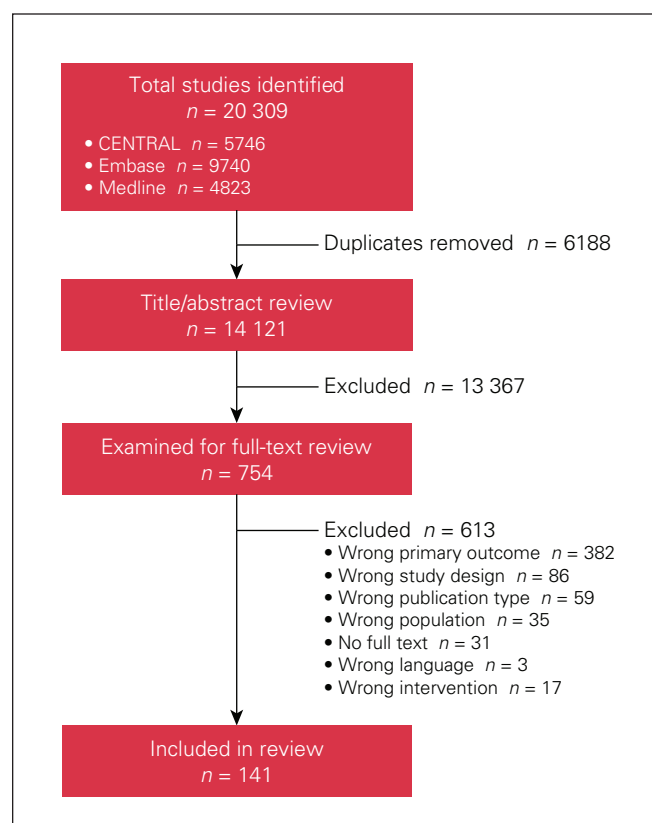 Total studies identified
n = 20 309
• CENTRAL n = 5746
• Embase n = 9740
• Medline n = 4823
Duplicates removed n = 6188
Title/abstract review
n = 14 121
Excluded n = 13 367
Examined for full-text review
n = 754
Excluded n = 613
• Wrong primary outcome n = 382
• Wrong study design n = 86
• Wrong publication type n = 59
• Wrong population n = 35
• No full text n = 31
• Wrong language n = 3
• Wrong intervention n = 17
Included in review
n = 141